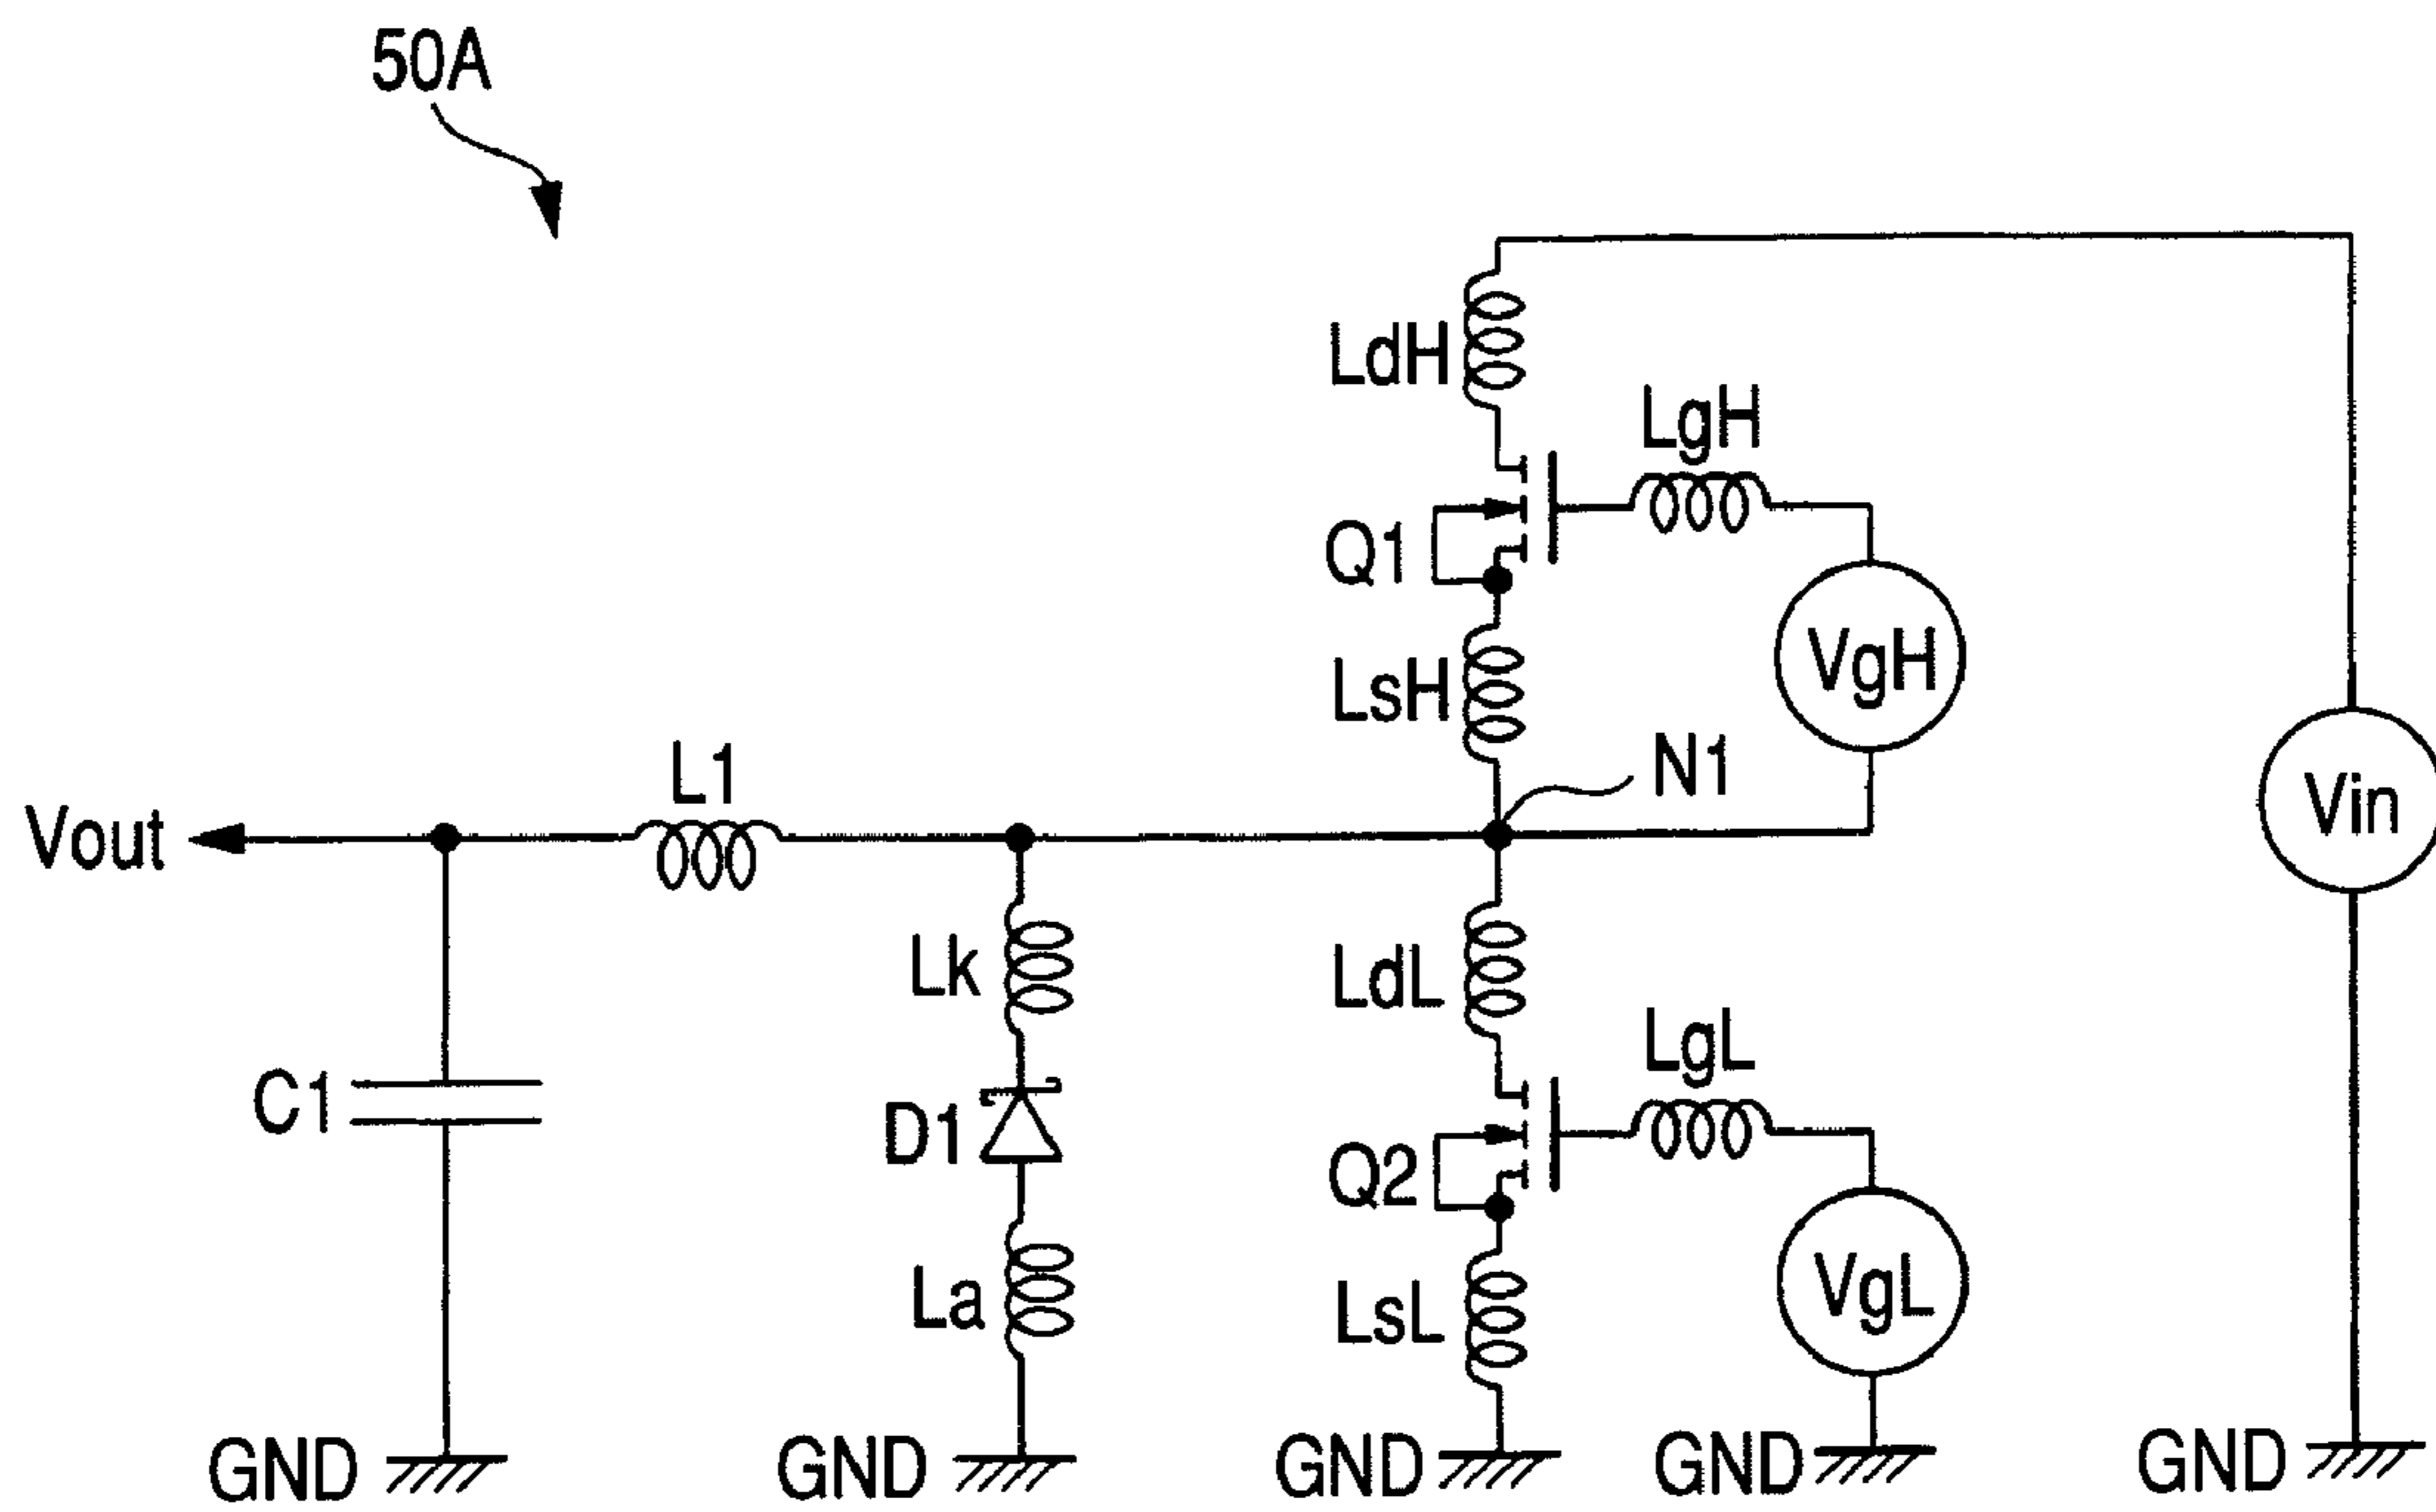 50A
LdH
LgH
Q1
VgH
LsH
N1
L1
Vin
Vout
Lk
LdL
LgL
C1
D1
Q2
VgL
La
LsL
GND
GND
GND
GND
GND